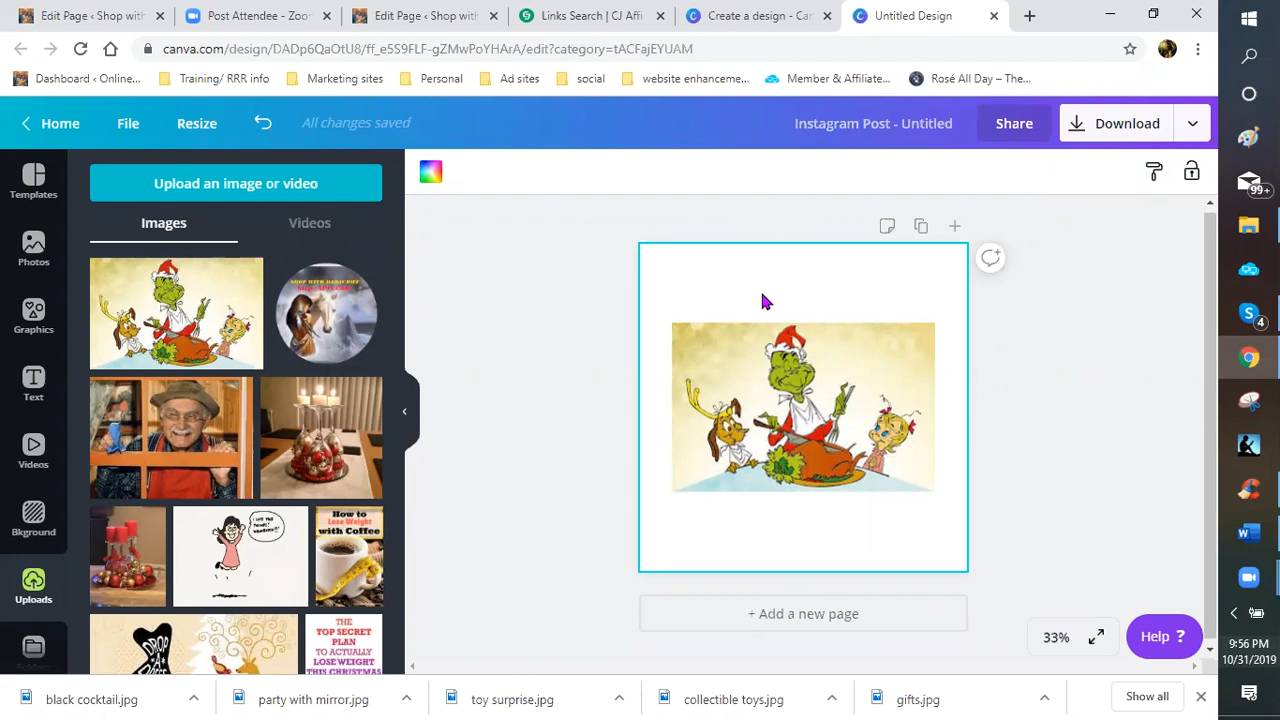 Edit Page ‹ Shop wit
Post Attendee - Zoo
Edit Page ‹ Shop wit
Links Search | CJ Affi
Create a design - Ca
Untitled Design
canva.com/design/DADp6QaOtU8/ff_e5S9FLF-gZMwPoYHArA/edit?category=tACFajEYUAM
Dashboard ‹ Online...
Training/ RRR info
Marketing sites
Personal
Ad sites
social
website enhanceme...
Member & Affiliate...
Rosé All Day – The...
Home
File
Resize
All changes saved
Instagram Post - Untitled
Share
Download
Templates
Photos
Graphics
Text
Videos
Bkground
Uploads
Folders
Upload an image or video
Images
Videos
How to
Lose Weight
with Coffee
THE
TOP SECRET
PLAN
TO ACTUALLY
LOSE WEIGHT
THIS CHRISTMAS
+ Add a new page
33%
Help ?
black cocktail.jpg
party with mirror.jpg
toy surprise.jpg
collectible toys.jpg
gifts.jpg
Show all
99+
4
9:56 PM
10/31/2019